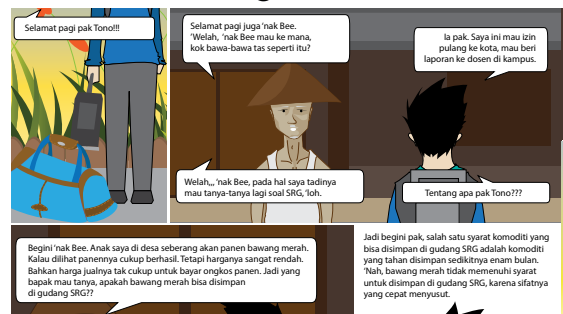 Selamat pagi pak Tono!!!
Selamat pagi juga 'nak Bee.
'Welah, 'nak Bee mau ke mana,
kok bawa-bawa tas seperti itu?
Ia pak. Saya ini mau izin
pulang ke kota, mau beri
laporan ke dosen di kampus.
Welah,,, 'nak Bee, pada hal saya tadinya
mau tanya-tanya lagi soal SRG, 'loh.
Tentang apa pak Tono???
Begini 'nak Bee. Anak saya di desa seberang akan panen bawang merah.
Kalau dilihat panennya cukup berhasil. Tetapi harganya sangat rendah.
Bahkan harga jualnya tak cukup untuk bayar ongkos panen. Jadi yang
bapak mau tanya, apakah bawang merah bisa disimpan
di gudang SRG??
Jadi begini pak, salah satu syarat komoditi yang
bisa disimpan di gudang SRG adalah komoditi
yang tahan disimpan sedikitnya enam bulan.
'Nah, bawang merah tidak memenuhi syarat
untuk disimpan di gudang SRG, karena sifatnya
yang cepat menyusut.